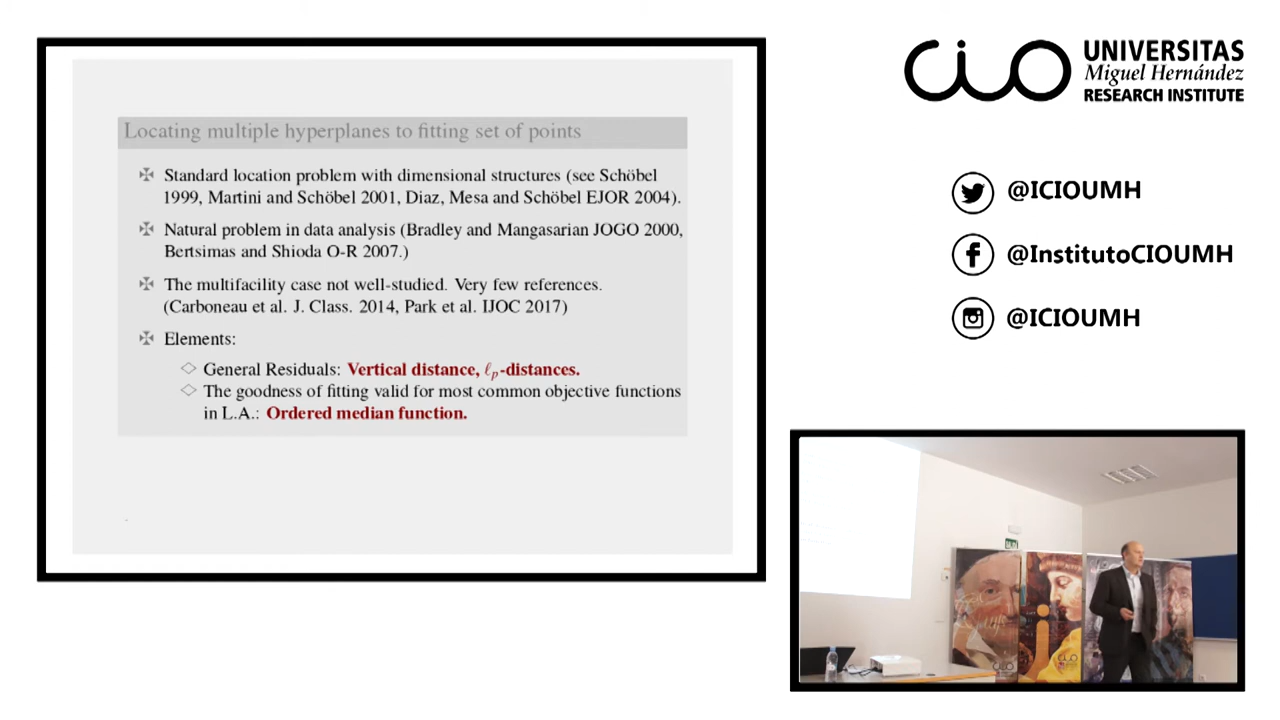 Locating multiple hyperplanes to fitting set of points
Standard location problem with dimensional structures (see Schöbel
1999, Martini and Schöbel 2001, Diaz, Mesa and Schöbel EJOR 2004).
Natural problem in data analysis (Bradley and Mangasarian JOGO 2000,
Bertsimas and Shioda O-R 2007.)
The multifacility case not well-studied. Very few references.
(Carboneau et al. J. Class. 2014, Park et al. IJOC 2017)
Elements:
General Residuals: Vertical distance, ℓp-distances.
The goodness of fitting valid for most common objective functions
in L.A.: Ordered median function.
cio
UNIVERSITAS
Miguel Hernández
RESEARCH INSTITUTE
@ICIOUMH
@InstitutoCIOUMH
@ICIOUMH